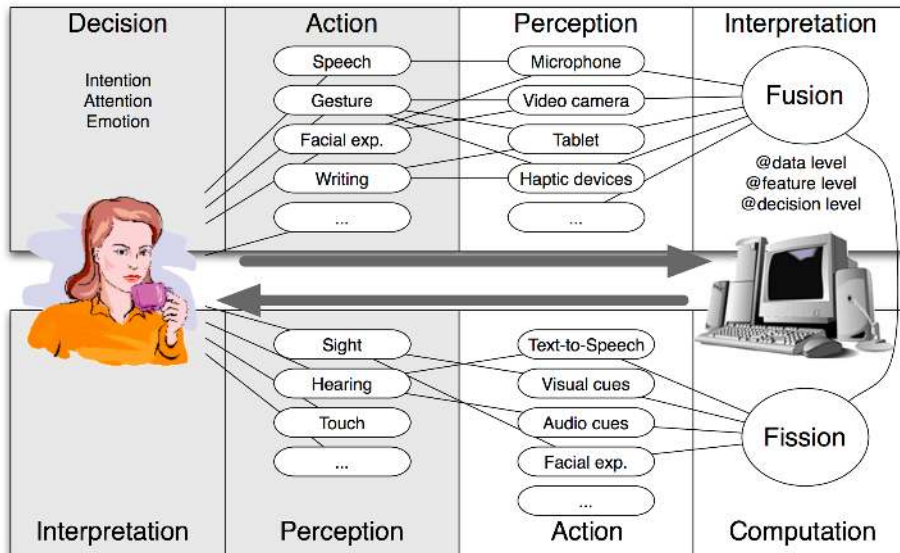 Decision
Action
Perception
Interpretation
Intention
Attention
Emotion
Speech
Gesture
Facial exp.
Writing
...
Microphone
Video camera
Tablet
Haptic devices
...
Fusion
@data level
@feature level
@decision level
Sight
Hearing
Touch
...
Text-to-Speech
Visual cues
Audio cues
Facial exp.
...
Fission
Interpretation
Perception
Action
Computation